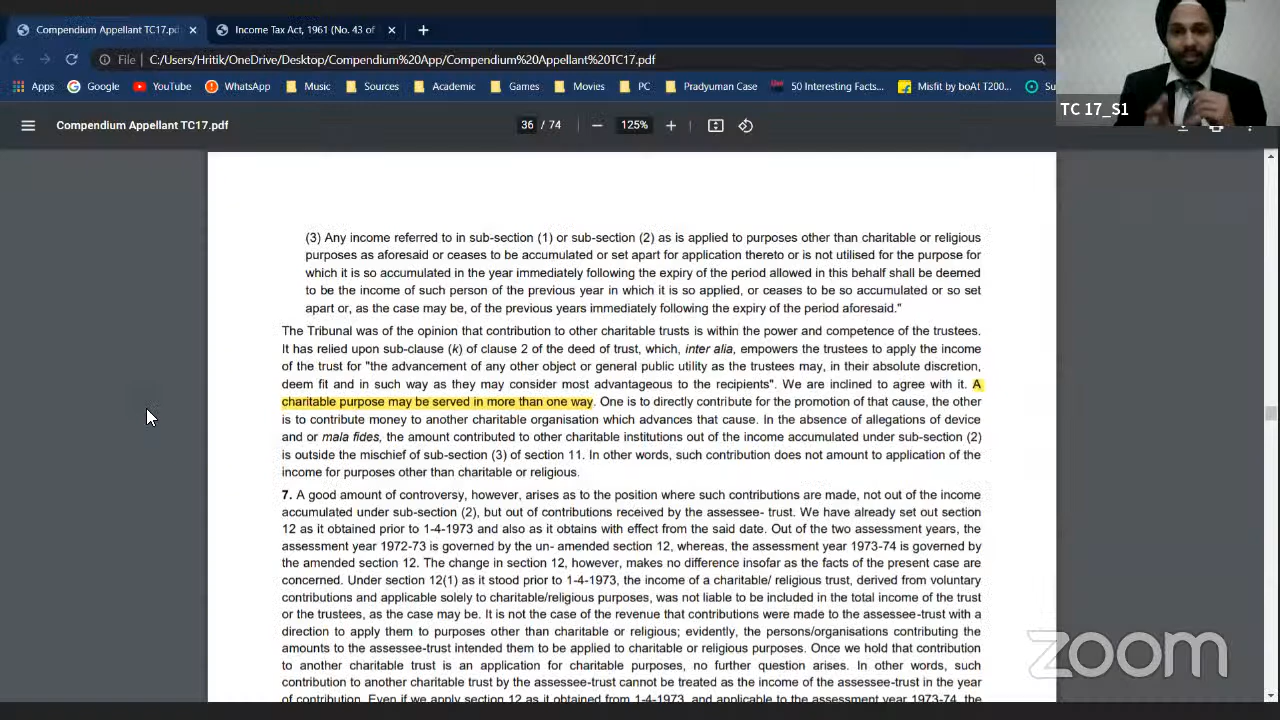 Compendium Appellant TC17.pd
Income Tax Act, 1961 (No. 43 of
File C:/Users/Hritik/OneDrive/Desktop/Compendium%20App/Compendium%20Appellant%20TC17.pdf
Apps Google YouTube WhatsApp Music Sources Academic Games Movies PC Pradyuman Case 50 Interesting Facts... Misfit by boAt T200...
TC 17_S1
Compendium Appellant TC17.pdf
36 / 74
125%
(3) Any income referred to in sub-section (1) or sub-section (2) as is applied to purposes other than charitable or religious
purposes as aforesaid or ceases to be accumulated or set apart for application thereto or is not utilised for the purpose for
which it is so accumulated in the year immediately following the expiry of the period allowed in this behalf shall be deemed
to be the income of such person of the previous year in which it is so applied, or ceases to be so accumulated or so set
apart or, as the case may be, of the previous years immediately following the expiry of the period aforesaid."
The Tribunal was of the opinion that contribution to other charitable trusts is within the power and competence of the trustees.
It has relied upon sub-clause (k) of clause 2 of the deed of trust, which, inter alia, empowers the trustees to apply the income
of the trust for "the advancement of any other object or general public utility as the trustees may, in their absolute discretion,
deem fit and in such way as they may consider most advantageous to the recipients". We are inclined to agree with it. A
charitable purpose may be served in more than one way. One is to directly contribute for the promotion of that cause, the other
is to contribute money to another charitable organisation which advances that cause. In the absence of allegations of device
and or mala fides, the amount contributed to other charitable institutions out of the income accumulated under sub-section (2)
is outside the mischief of sub-section (3) of section 11. In other words, such contribution does not amount to application of the
income for purposes other than charitable or religious.
7. A good amount of controversy, however, arises as to the position where such contributions are made, not out of the income
accumulated under sub-section (2), but out of contributions received by the assessee- trust. We have already set out section
12 as it obtained prior to 1-4-1973 and also as it obtains with effect from the said date. Out of the two assessment years, the
assessment year 1972-73 is governed by the un- amended section 12, whereas, the assessment year 1973-74 is governed by
the amended section 12. The change in section 12, however, makes no difference insofar as the facts of the present case are
concerned. Under section 12(1) as it stood prior to 1-4-1973, the income of a charitable/ religious trust, derived from voluntary
contributions and applicable solely to charitable/religious purposes, was not liable to be included in the total income of the trust
or the trustees, as the case may be. It is not the case of the revenue that contributions were made to the assessee-trust with a
direction to apply them to purposes other than charitable or religious; evidently, the persons/organisations contributing the
amounts to the assessee-trust intended them to be applied to charitable or religious purposes. Once we hold that contribution
to another charitable trust is an application for charitable purposes, no further question arises. In other words, such
contribution to another charitable trust by the assessee-trust cannot be treated as the income of the assessee-trust in the year
of contribution. Even if we apply section 12 as it obtained from 1-4-1973, and applicable to the assessment year 1973-74, the
zoom